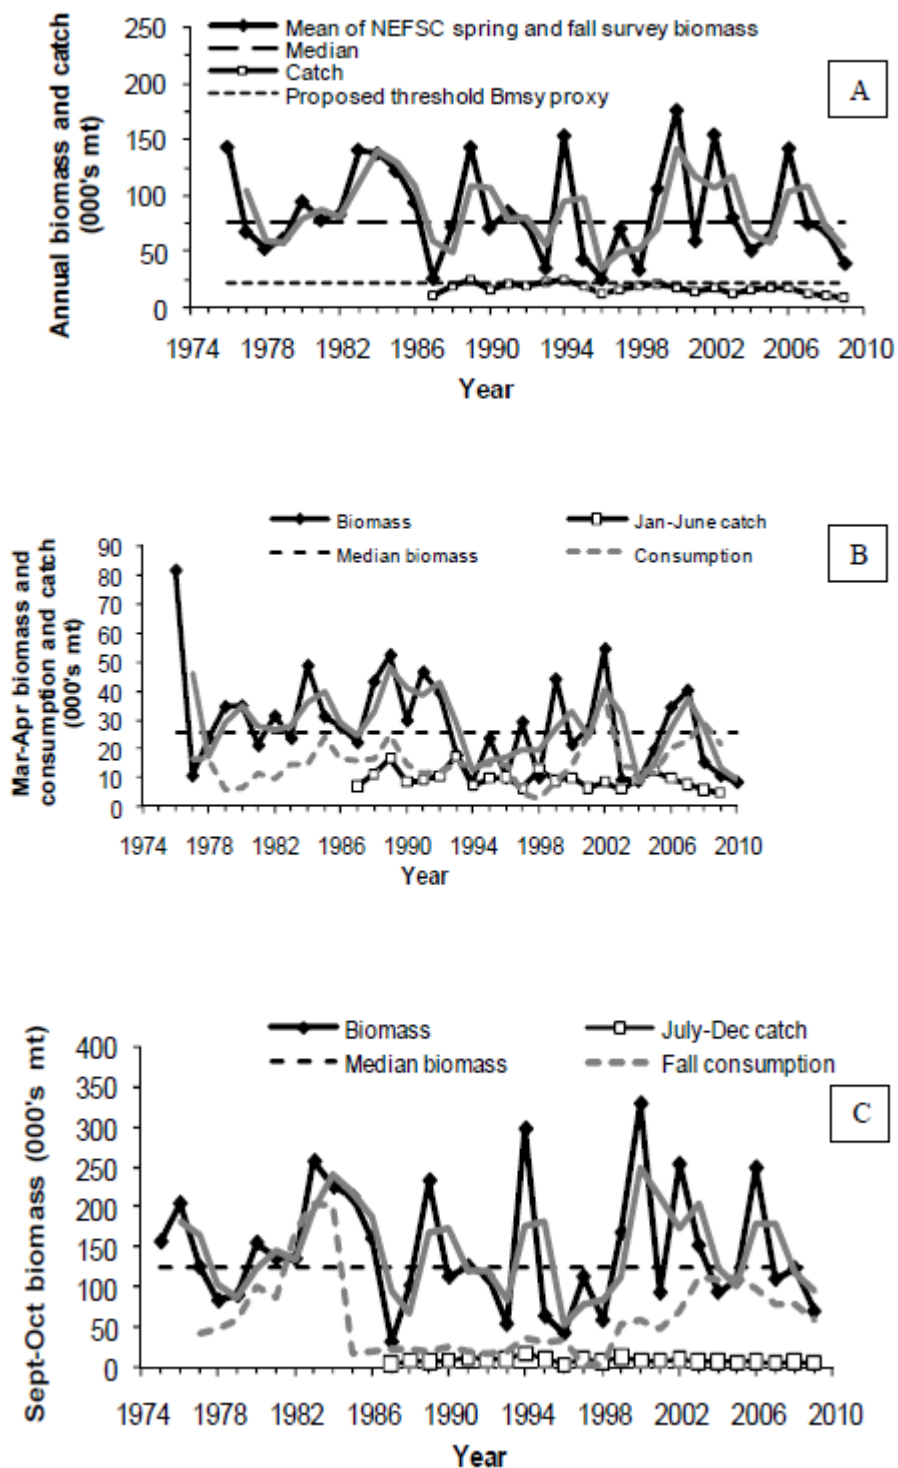 Mean of NEFSC spring and fall survey biomass
Median
Catch
Proposed threshold Bmsy proxy
A
Annual biomass and catch
(000's mt)
250
200
150
100
50
0
1974 1978 1982 1986 1990 1994 1998 2002 2006 2010
Year
Biomass
Jan-June catch
Median biomass
Consumption
B
Mar-Apr biomass and
consumption and catch
(000's mt)
90
80
70
60
50
40
30
20
10
0
1974 1978 1982 1986 1990 1994 1998 2002 2006 2010
Year
Biomass
July-Dec catch
Median biomass
Fall consumption
C
Sept-Oct biomass (000's mt)
400
350
300
250
200
150
100
50
0
1974 1978 1982 1986 1990 1994 1998 2002 2006 2010
Year